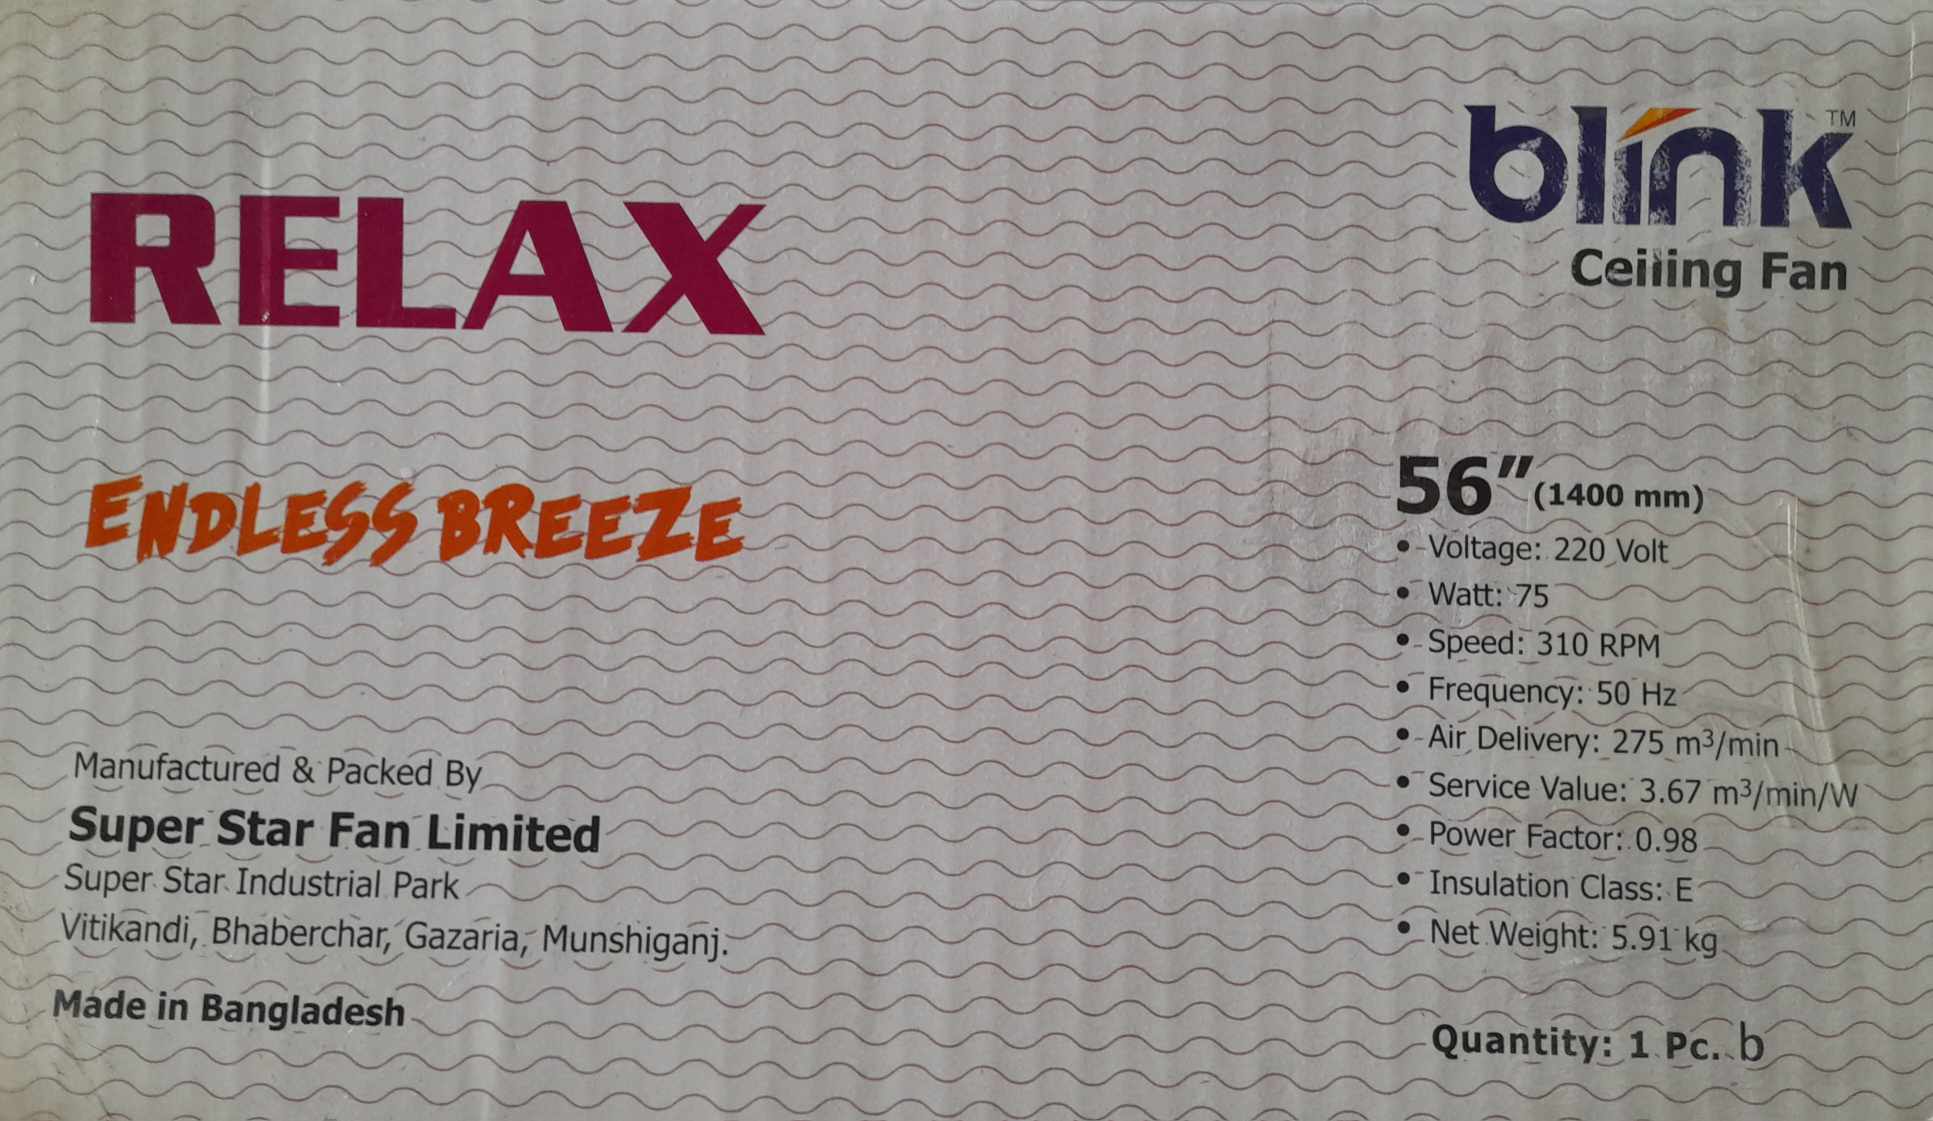 RELAX
ENDLESS BREEZE
Manufactured & Packed By
Super Star Fan Limited
Super Star Industrial Park
Vitikandi, Bhaberchar, Gazaria, Munshiganj.
Made in Bangladesh
blink™
Ceiling Fan
56” (1400 mm)
• Voltage: 220 Volt
• Watt: 75
• Speed: 310 RPM
• Frequency: 50 Hz
• Air Delivery: 275 m³/min
• Service Value: 3.67 m³/min/W
• Power Factor: 0.98
• Insulation Class: E
• Net Weight: 5.91 kg
Quantity: 1 Pc. b